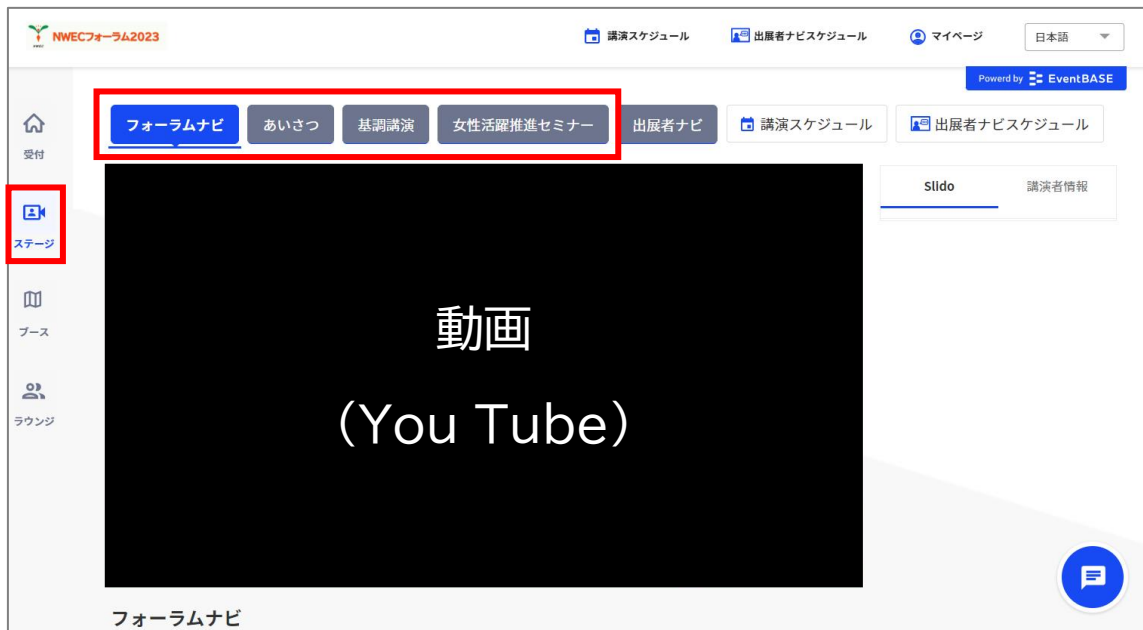 NWECフォーラム2023
講演スケジュール
出展者ナビスケジュール
マイページ
日本語
Powerd by EventBASE
フォーラムナビ
あいさつ
基調講演
女性活躍推進セミナー
出展者ナビ
講演スケジュール
出展者ナビスケジュール
受付
ステージ
ブース
ラウンジ
動画
（You Tube）
Slido
講演者情報
フォーラムナビ